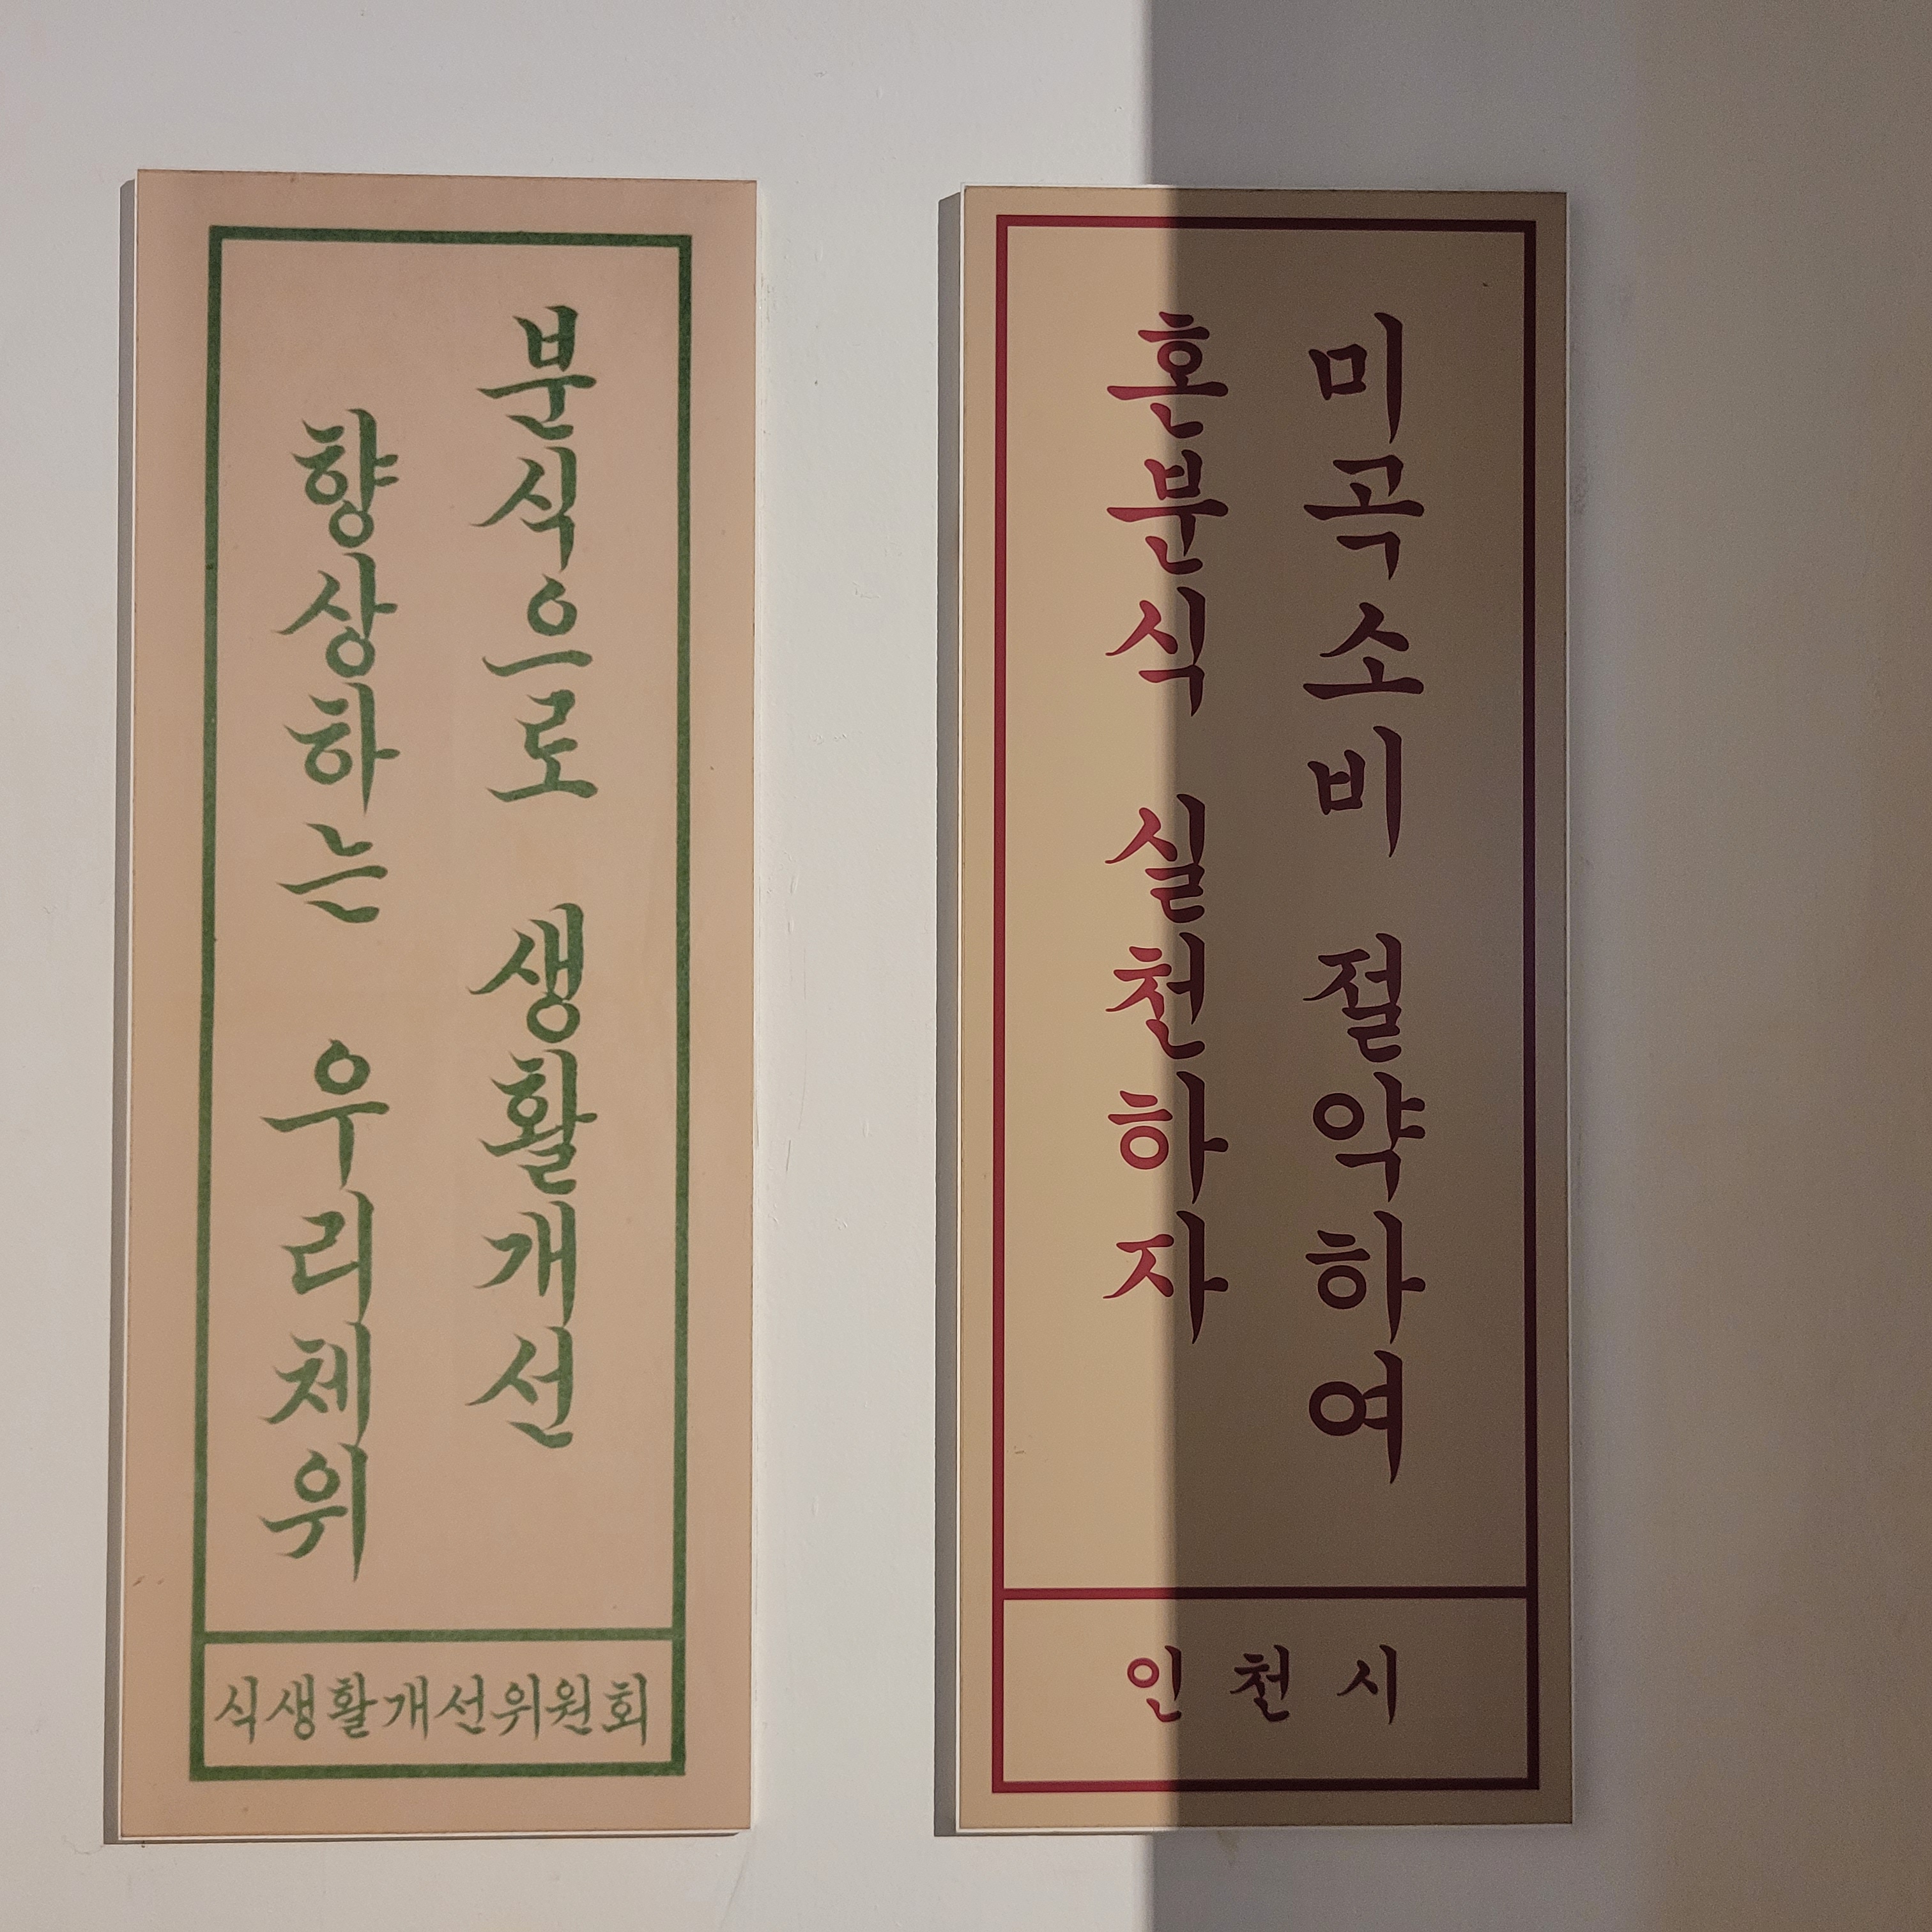 분식으로 생활개선
향상하는 우리체위
식생활개선위원회
미곡소비 절약하여
혼분식 실천하자
인천시